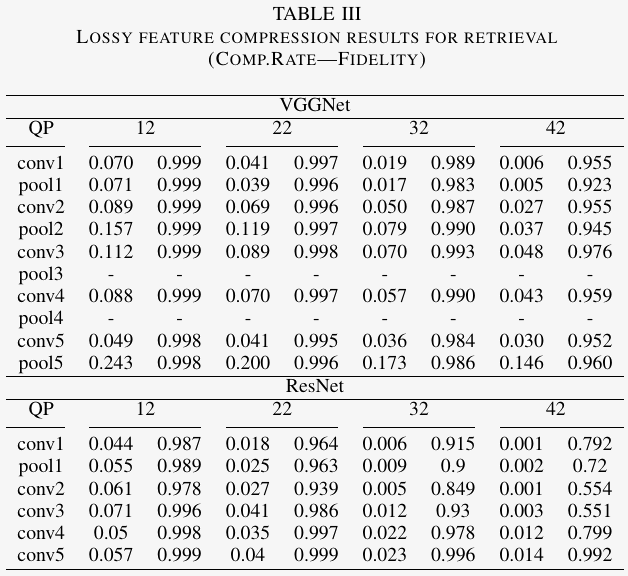 TABLE III
LOSSY FEATURE COMPRESSION RESULTS FOR RETRIEVAL
(COMP.RATE—FIDELITY)
VGGNet
QP 12 22 32 42
conv1 0.070 0.999 0.041 0.997 0.019 0.989 0.006 0.955
pool1 0.071 0.999 0.039 0.996 0.017 0.983 0.005 0.923
conv2 0.089 0.999 0.069 0.996 0.050 0.987 0.027 0.955
pool2 0.157 0.999 0.119 0.997 0.079 0.990 0.037 0.945
conv3 0.112 0.999 0.089 0.998 0.070 0.993 0.048 0.976
pool3 - - - - - - - -
conv4 0.088 0.999 0.070 0.997 0.057 0.990 0.043 0.959
pool4 - - - - - - - -
conv5 0.049 0.998 0.041 0.995 0.036 0.984 0.030 0.952
pool5 0.243 0.998 0.200 0.996 0.173 0.986 0.146 0.960
ResNet
QP 12 22 32 42
conv1 0.044 0.987 0.018 0.964 0.006 0.915 0.001 0.792
pool1 0.055 0.989 0.025 0.963 0.009 0.9 0.002 0.72
conv2 0.061 0.978 0.027 0.939 0.005 0.849 0.001 0.554
conv3 0.071 0.996 0.041 0.986 0.012 0.93 0.003 0.551
conv4 0.05 0.998 0.035 0.997 0.022 0.978 0.012 0.799
conv5 0.057 0.999 0.04 0.999 0.023 0.996 0.014 0.992